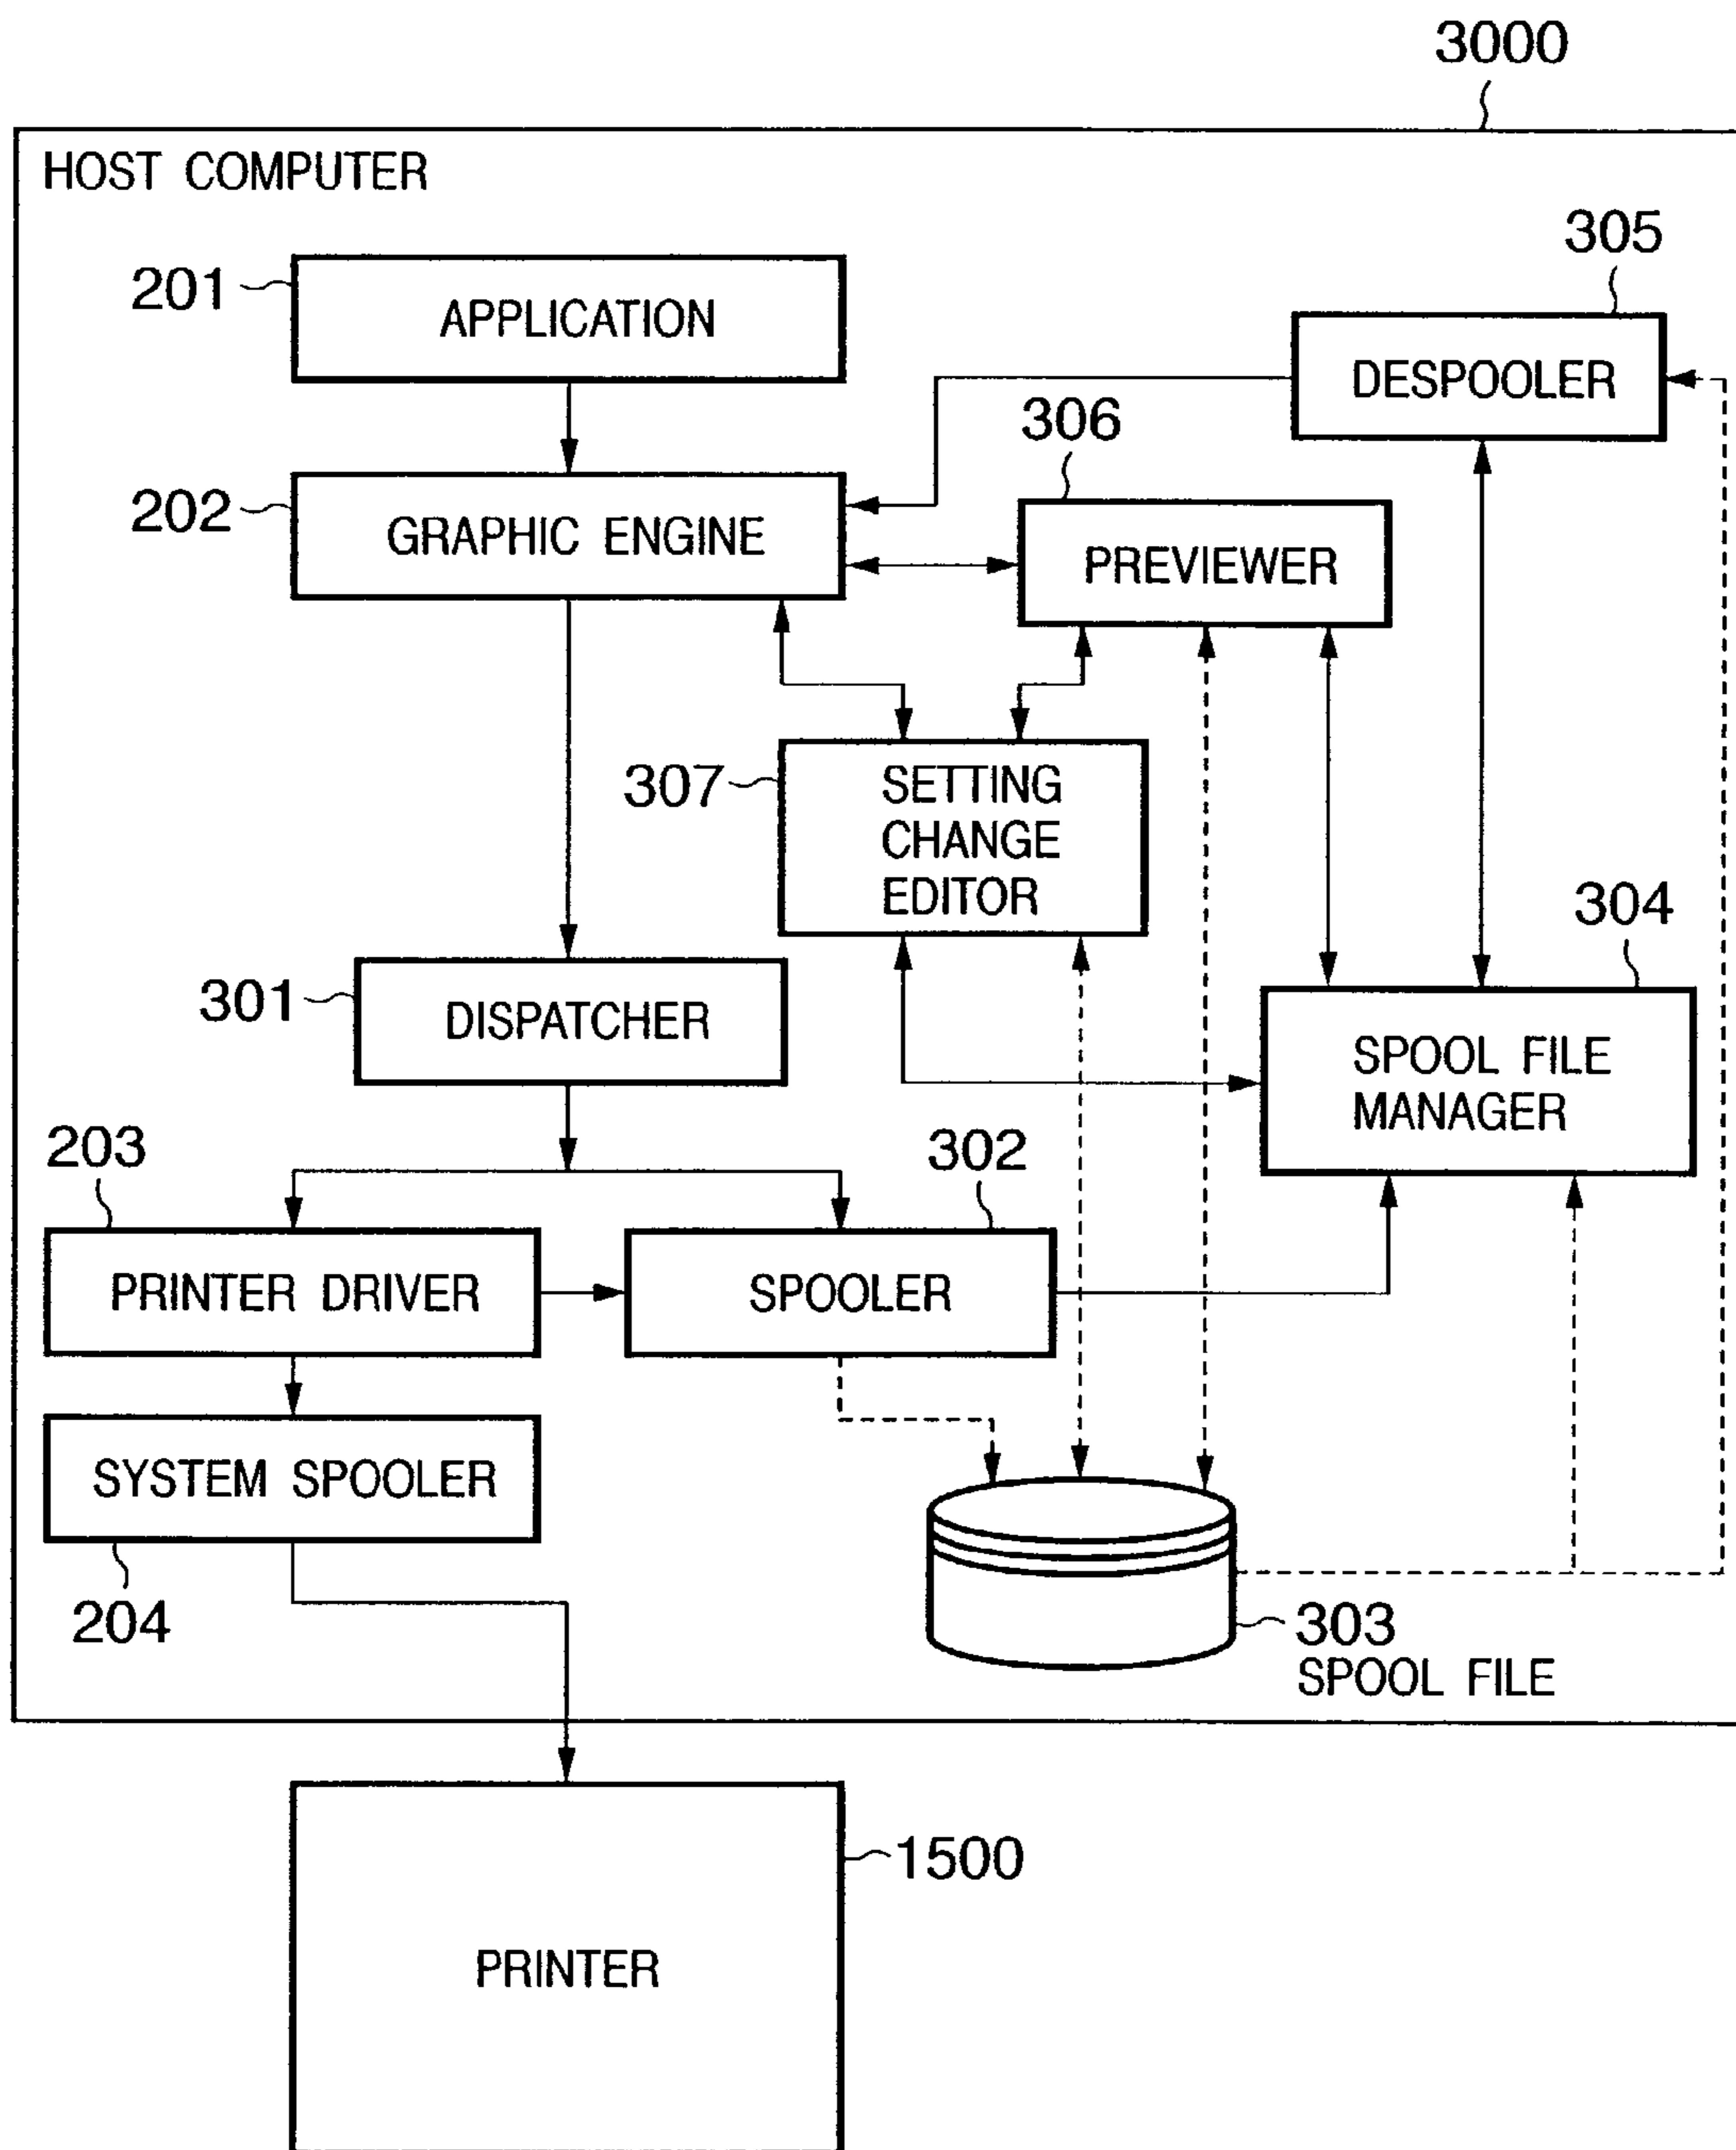 3000
HOST COMPUTER
305
201
APPLICATION
DESPOOLER
306
202
GRAPHIC ENGINE
PREVIEWER
307
SETTING
CHANGE
EDITOR
304
301
DISPATCHER
SPOOL FILE
MANAGER
203
302
PRINTER DRIVER
SPOOLER
SYSTEM SPOOLER
204
303
SPOOL FILE
1500
PRINTER